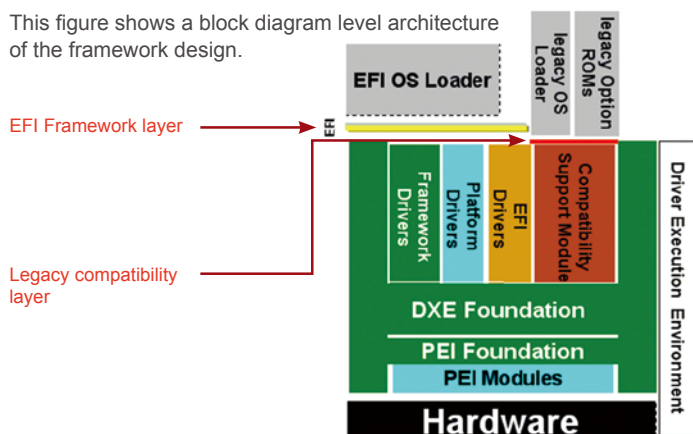 This figure shows a block diagram level architecture
of the framework design.
EFI OS Loader
legacy OS
Loader
legacy Option
ROMs
EFI Framework layer
EFI
Framework
Drivers
Platform
Drivers
EFI
Drivers
Compatibility
Support Module
Driver Execution Environment
Legacy compatibility
layer
DXE Foundation
PEI Foundation
PEI Modules
Hardware